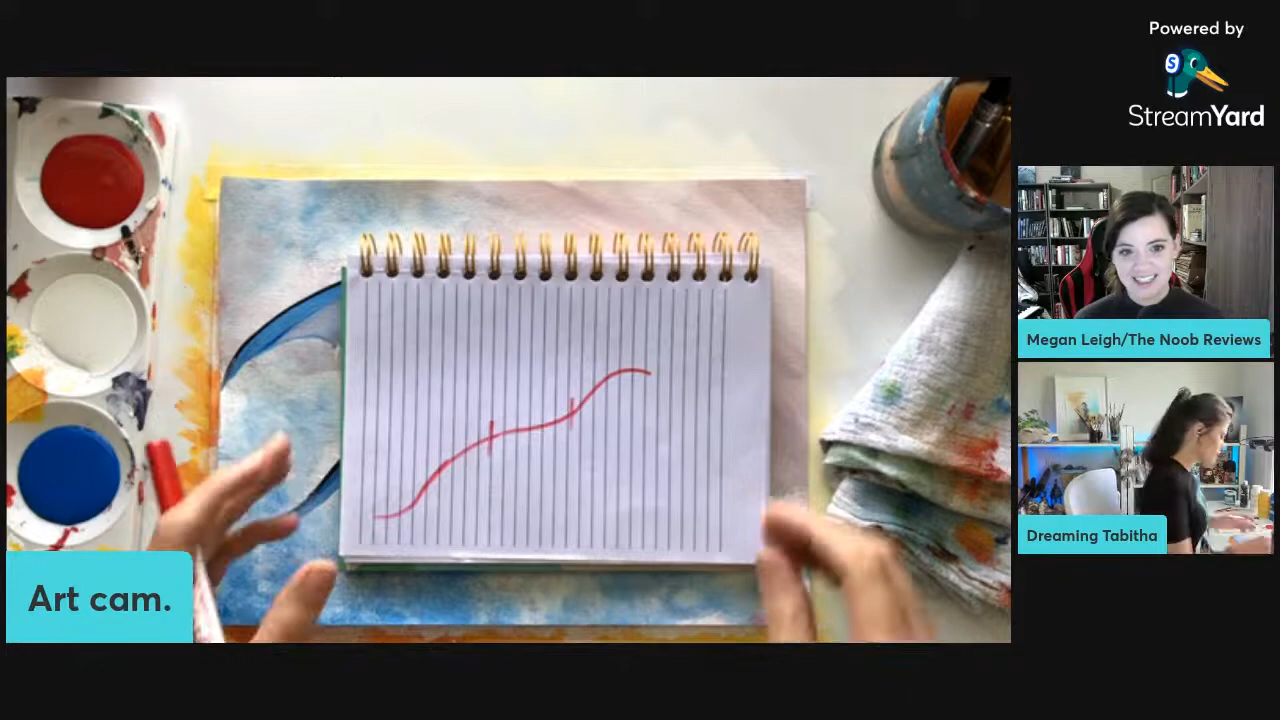 Powered by
StreamYard
Megan Leigh/The Noob Reviews
Dreaming Tabitha
Art cam.